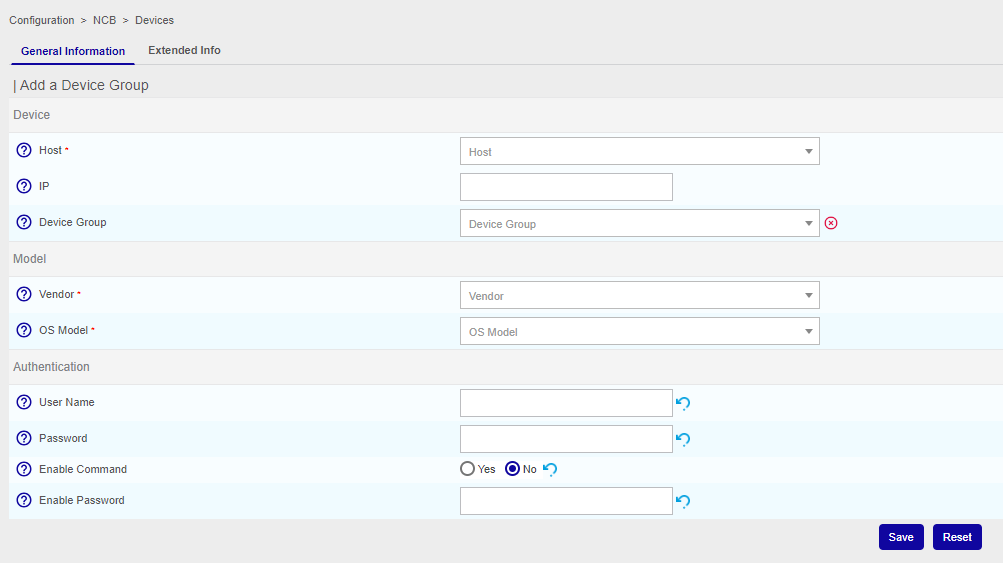 Configuration > NCB > Devices
General Information Extended Info
| Add a Device Group
Device
? Host * Host
? IP
? Device Group Device Group
Model
? Vendor * Vendor
? OS Model * OS Model
Authentication
? User Name
? Password
? Enable Command Yes No
? Enable Password
Save Reset